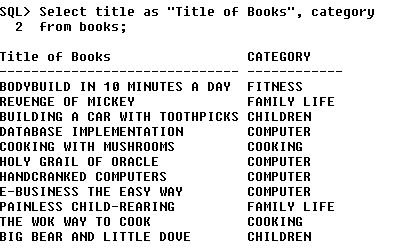 SQL> Select title as "Title of Books", category
  2  from books;
Title of Books                 CATEGORY
------------------------------ ------------
BODYBUILD IN 10 MINUTES A DAY  FITNESS
REVENGE OF MICKEY              FAMILY LIFE
BUILDING A CAR WITH TOOTHPICKS CHILDREN
DATABASE IMPLEMENTATION        COMPUTER
COOKING WITH MUSHROOMS         COOKING
HOLY GRAIL OF ORACLE           COMPUTER
HANDCRANKED COMPUTERS          COMPUTER
E-BUSINESS THE EASY WAY        COMPUTER
PAINLESS CHILD-REARING         FAMILY LIFE
THE WOK WAY TO COOK            COOKING
BIG BEAR AND LITTLE DOVE       CHILDREN